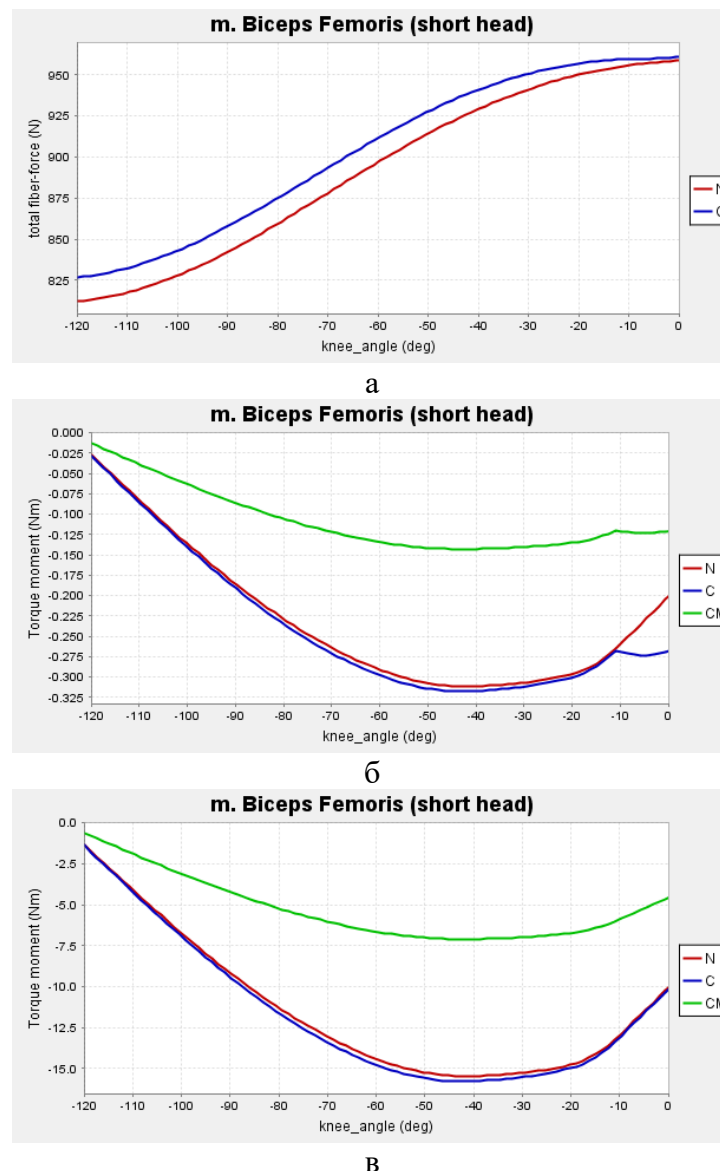 m. Biceps Femoris (short head)
total fiber-force (N)
950
925
900
875
850
825
-120 -110 -100 -90 -80 -70 -60 -50 -40 -30 -20 -10 0
knee_angle (deg)
а
m. Biceps Femoris (short head)
Torque moment (Nm)
0.000
-0.025
-0.050
-0.075
-0.100
-0.125
-0.150
-0.175
-0.200
-0.225
-0.250
-0.275
-0.300
-0.325
N
C
-120 -110 -100 -90 -80 -70 -60 -50 -40 -30 -20 -10 0
knee_angle (deg)
б
m. Biceps Femoris (short head)
Torque moment (Nm)
0.0
-2.5
-5.0
-7.5
-10.0
-12.5
-15.0
N
C
-120 -110 -100 -90 -80 -70 -60 -50 -40 -30 -20 -10 0
knee_angle (deg)
в